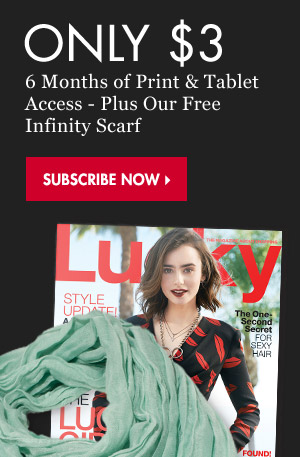 ONLY $3
6 Months of Print & Tablet
Access - Plus Our Free
Infinity Scarf
SUBSCRIBE NOW
Lucky
STYLE
UPDATE!
The One-
Second
Secret
FOR
SEXY
HAIR
THE
FOUND!